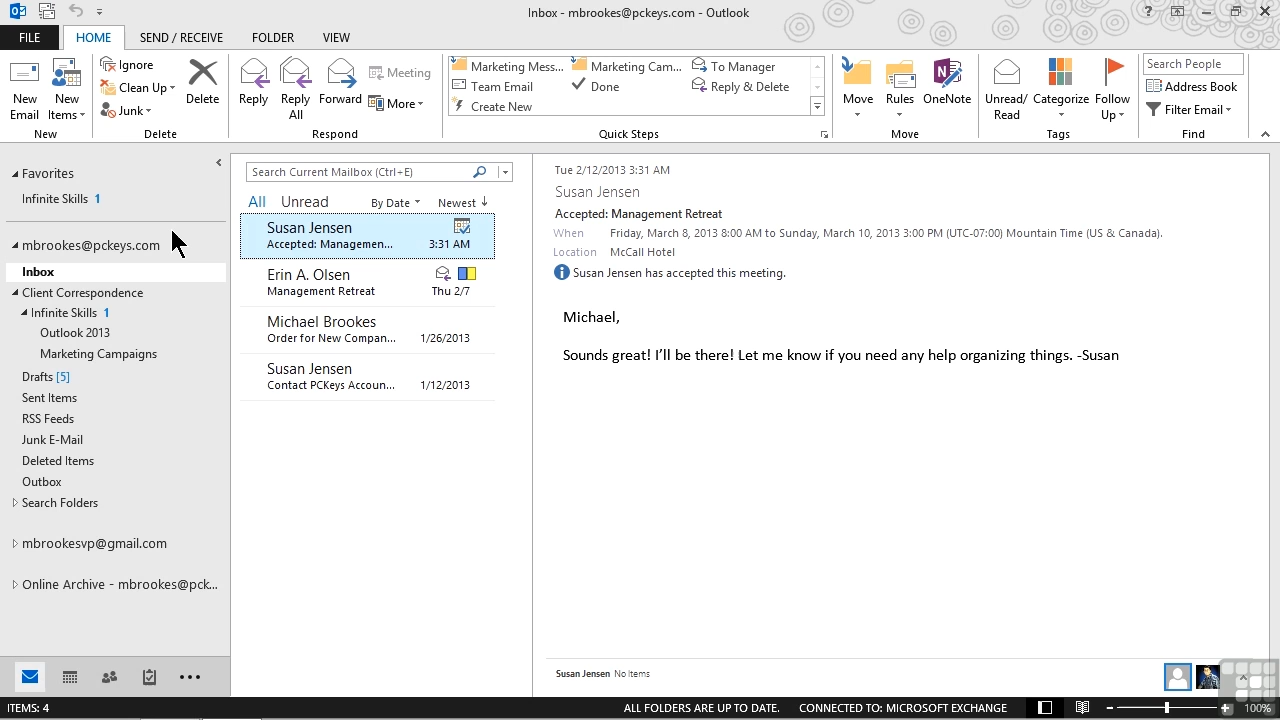 Inbox - mbrookes@pckeys.com - Outlook
?
FILE
HOME
SEND / RECEIVE
FOLDER
VIEW
New Email
New Items
New
Ignore
Clean Up
Junk
Delete
Delete
Reply
Reply All
Forward
Meeting
More
Respond
Marketing Mess...
Marketing Cam...
To Manager
Team Email
Done
Reply & Delete
Create New
Quick Steps
Move
Rules
OneNote
Move
Unread/ Read
Categorize
Follow Up
Tags
Search People
Address Book
Filter Email
Find
Favorites
Infinite Skills 1
mbrookes@pckeys.com
Inbox
Client Correspondence
Infinite Skills 1
Outlook 2013
Marketing Campaigns
Drafts [5]
Sent Items
RSS Feeds
Junk E-Mail
Deleted Items
Outbox
Search Folders
mbrookesvp@gmail.com
Online Archive - mbrookes@pck...
Search Current Mailbox (Ctrl+E)
All Unread By Date Newest
Susan Jensen
Accepted: Managemen... 3:31 AM
Erin A. Olsen
Management Retreat Thu 2/7
Michael Brookes
Order for New Compan... 1/26/2013
Susan Jensen
Contact PCKeys Accoun... 1/12/2013
Tue 2/12/2013 3:31 AM
Susan Jensen
Accepted: Management Retreat
When Friday, March 8, 2013 8:00 AM to Sunday, March 10, 2013 3:00 PM (UTC-07:00) Mountain Time (US & Canada).
Location McCall Hotel
Susan Jensen has accepted this meeting.
Michael,
Sounds great! I’ll be there! Let me know if you need any help organizing things. -Susan
Susan Jensen No Items
ITEMS: 4
ALL FOLDERS ARE UP TO DATE.
CONNECTED TO: MICROSOFT EXCHANGE
100%